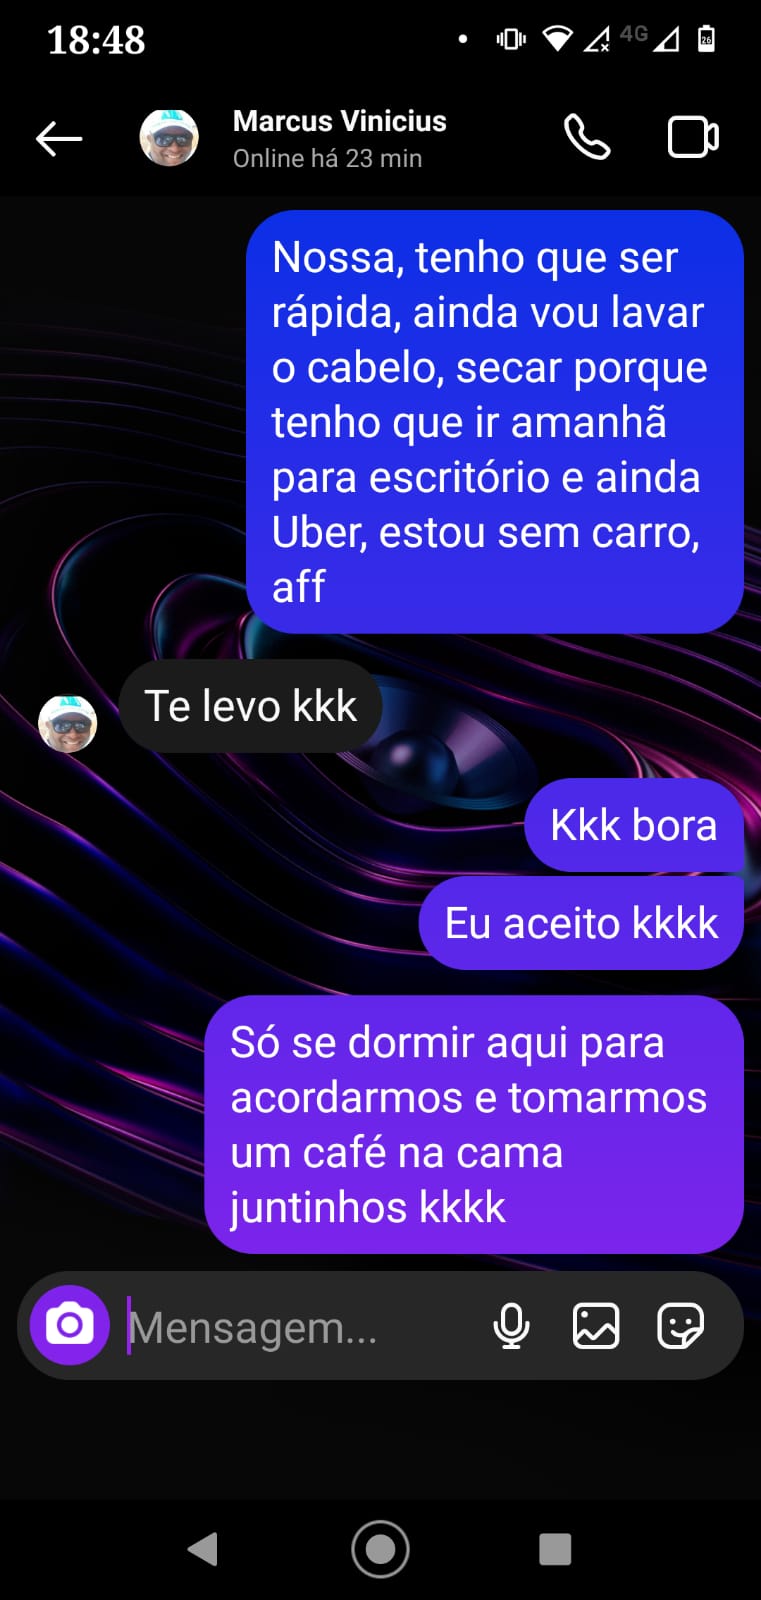 18:48
4G
26
Marcus Vinicius
Online há 23 min
Nossa, tenho que ser
rápida, ainda vou lavar
o cabelo, secar porque
tenho que ir amanhã
para escritório e ainda
Uber, estou sem carro,
aff
Te levo kkk
Kkk bora
Eu aceito kkkk
Só se dormir aqui para
acordarmos e tomarmos
um café na cama
juntinhos kkkk
Mensagem...